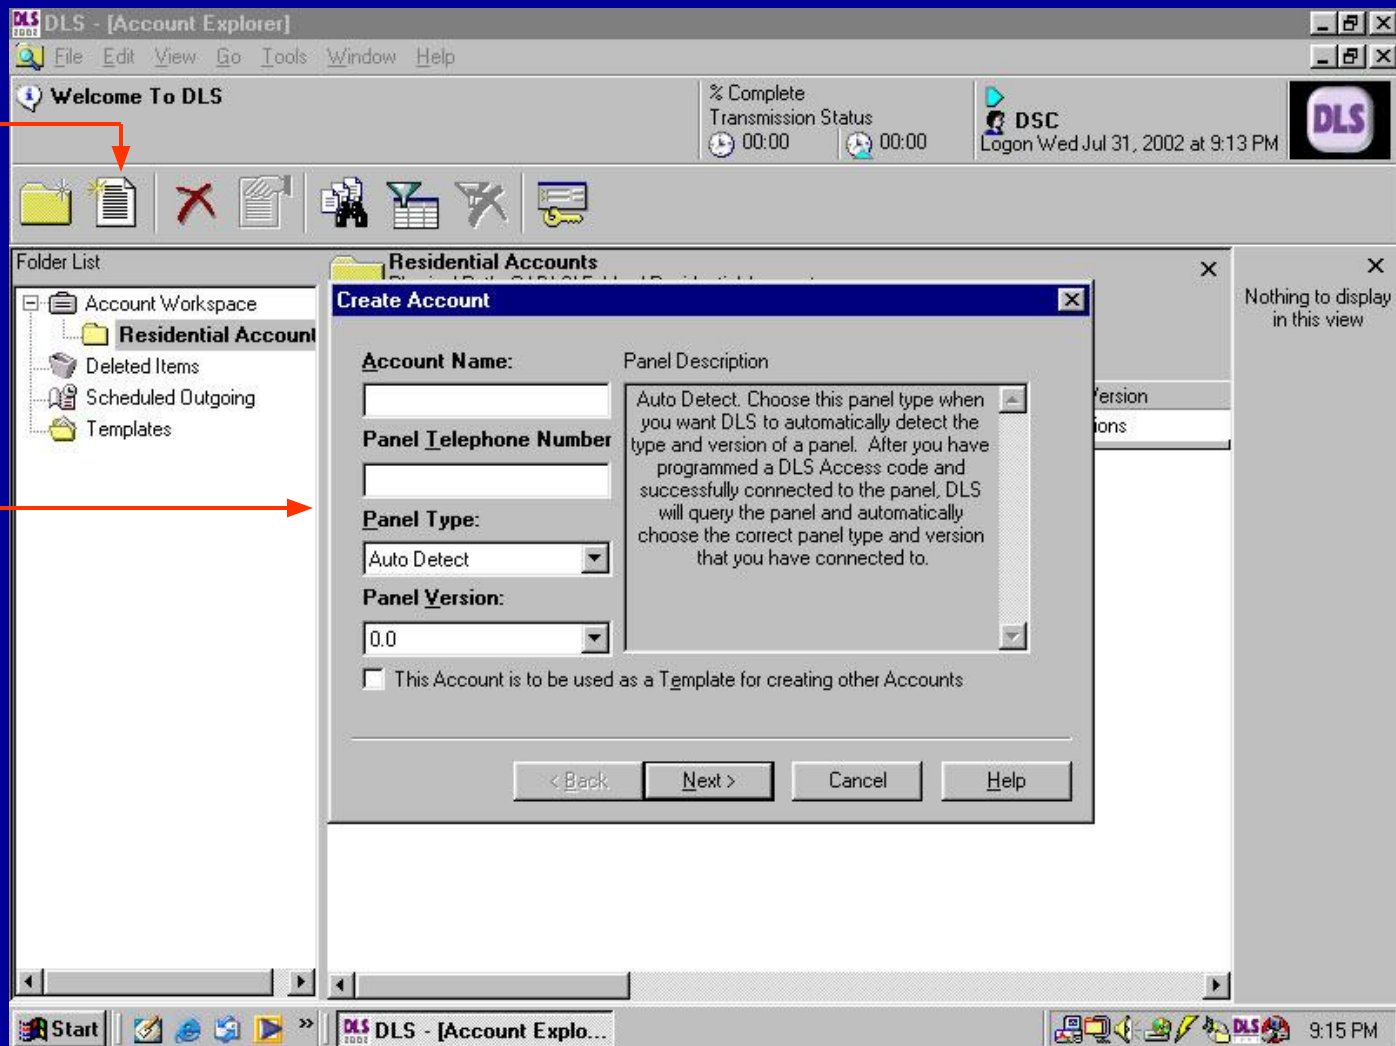 DLS
2002
DLS - [Account Explorer]
File Edit View Go Tools Window Help
Welcome To DLS
% Complete
Transmission Status
00:00 00:00
DSC
Logon Wed Jul 31, 2002 at 9:13 PM
DLS
Folder List
Account Workspace
Residential Account
Deleted Items
Scheduled Outgoing
Templates
Residential Accounts
Create Account
Account Name:
Panel Telephone Number
Panel Type:
Auto Detect
Panel Version:
0.0
Panel Description
Auto Detect. Choose this panel type when
you want DLS to automatically detect the
type and version of a panel. After you have
programmed a DLS Access code and
successfully connected to the panel, DLS
will query the panel and automatically
choose the correct panel type and version
that you have connected to.
This Account is to be used as a Template for creating other Accounts
< Back
Next >
Cancel
Help
ersion
ions
Nothing to display
in this view
Start
»
DLS
2002
DLS - [Account Explo...
DLS
9:15 PM